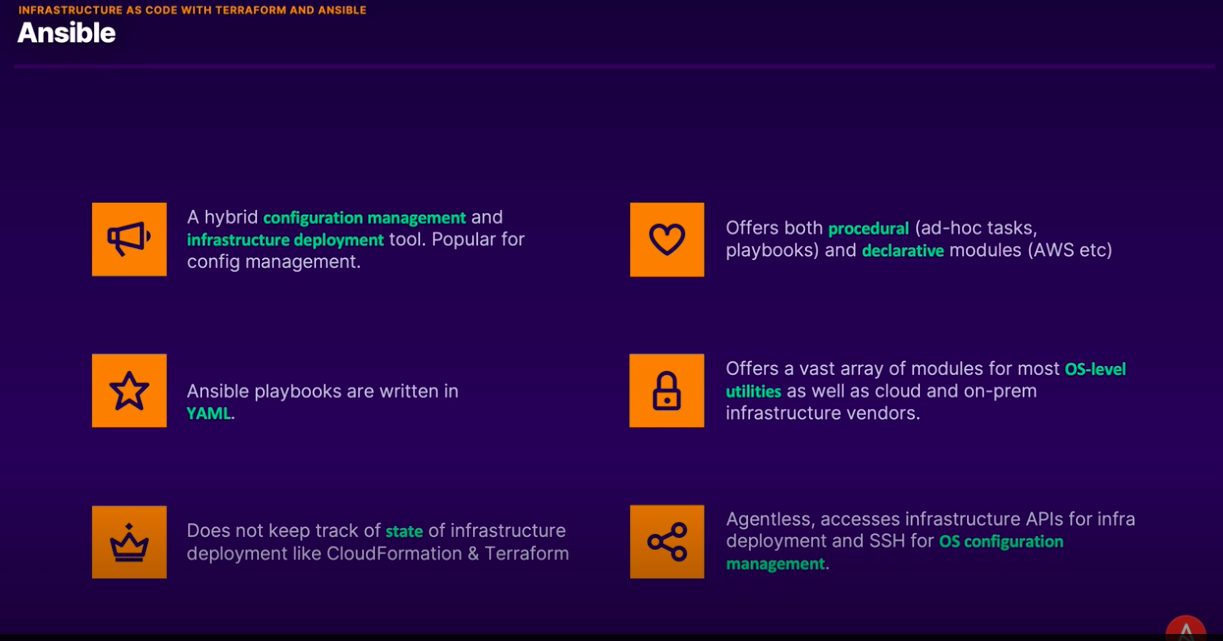 INFRASTRUCTURE AS CODE WITH TERRAFORM AND ANSIBLE
Ansible
A hybrid configuration management and
infrastructure deployment tool. Popular for
config management.
Offers both procedural (ad-hoc tasks,
playbooks) and declarative modules (AWS etc)
Ansible playbooks are written in
YAML.
Offers a vast array of modules for most OS-level
utilities as well as cloud and on-prem
infrastructure vendors.
Does not keep track of state of infrastructure
deployment like CloudFormation & Terraform
Agentless, accesses infrastructure APIs for infra
deployment and SSH for OS configuration
management.